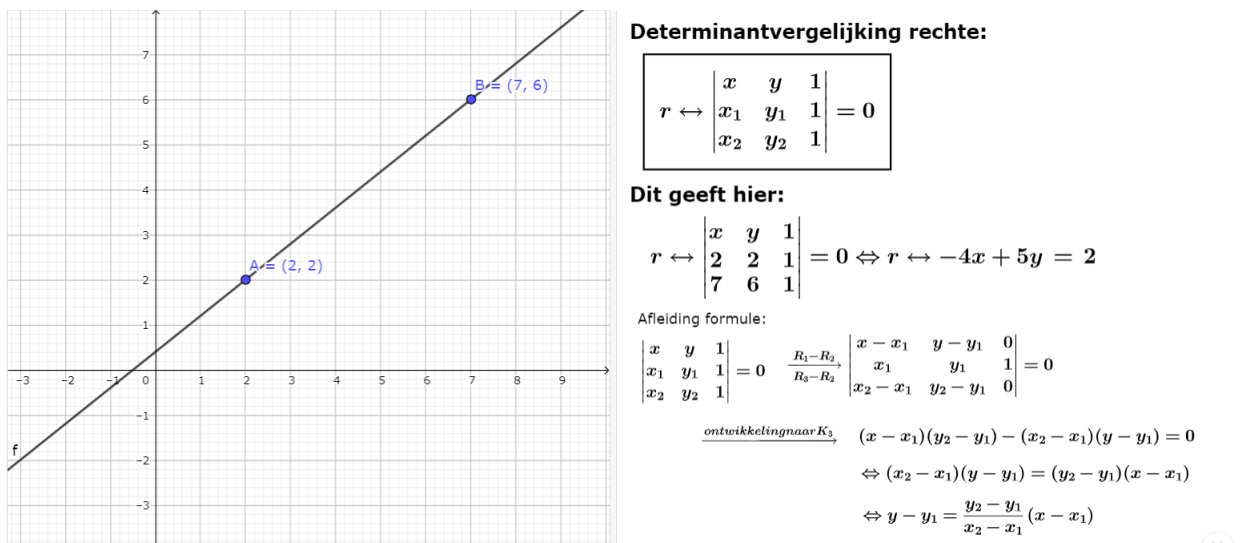 7
B = (7, 6)
6
5
4
3
A = (2, 2)
2
1
-3 -2 -1 0 1 2 3 4 5 6 7 8 9
-1
f
-2
-3
Determinantvergelijking rechte:
r ↔ |x y 1|
|x₁ y₁ 1| = 0
|x₂ y₂ 1|
Dit geeft hier:
r ↔ |x y 1|
|2 2 1| = 0 ⇔ r ↔ −4x + 5y = 2
|7 6 1|
Afleiding formule:
|x y 1| |x − x₁ y − y₁ 0|
|x₁ y₁ 1| = 0 R₁−R₂ R₃−R₂ → |x₁ y₁ 1| = 0
|x₂ y₂ 1| |x₂ − x₁ y₂ − y₁ 0|
ontwikkelingnaarK₃ → (x − x₁)(y₂ − y₁) − (x₂ − x₁)(y − y₁) = 0
⇔ (x₂ − x₁)(y − y₁) = (y₂ − y₁)(x − x₁)
⇔ y − y₁ = (y₂ − y₁)/(x₂ − x₁) (x − x₁)